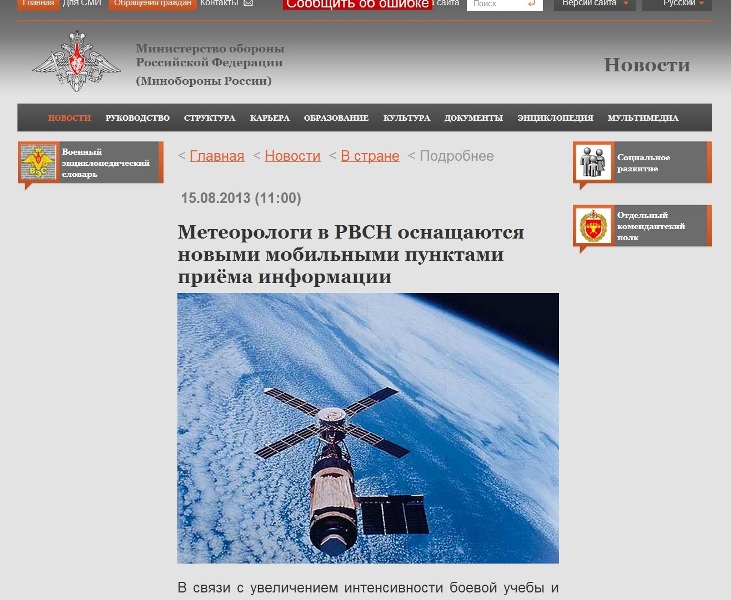 Главная Для СМИ Обращения граждан Контакты Сообщить об ошибке сайта Поиск Версии сайта Русский
Министерство обороны
Российской Федерации
(Минобороны России)
Новости
НОВОСТИ РУКОВОДСТВО СТРУКТУРА КАРЬЕРА ОБРАЗОВАНИЕ КУЛЬТУРА ДОКУМЕНТЫ ЭНЦИКЛОПЕДИЯ МУЛЬТИМЕДИА
Военный
энциклопедический
словарь
ВЭС
< Главная < Новости < В стране < Подробнее
Социальное
развитие
15.08.2013 (11:00)
Отдельный
комендантский
полк
Метеорологи в РВСН оснащаются
новыми мобильными пунктами
приёма информации
В связи с увеличением интенсивности боевой учебы и